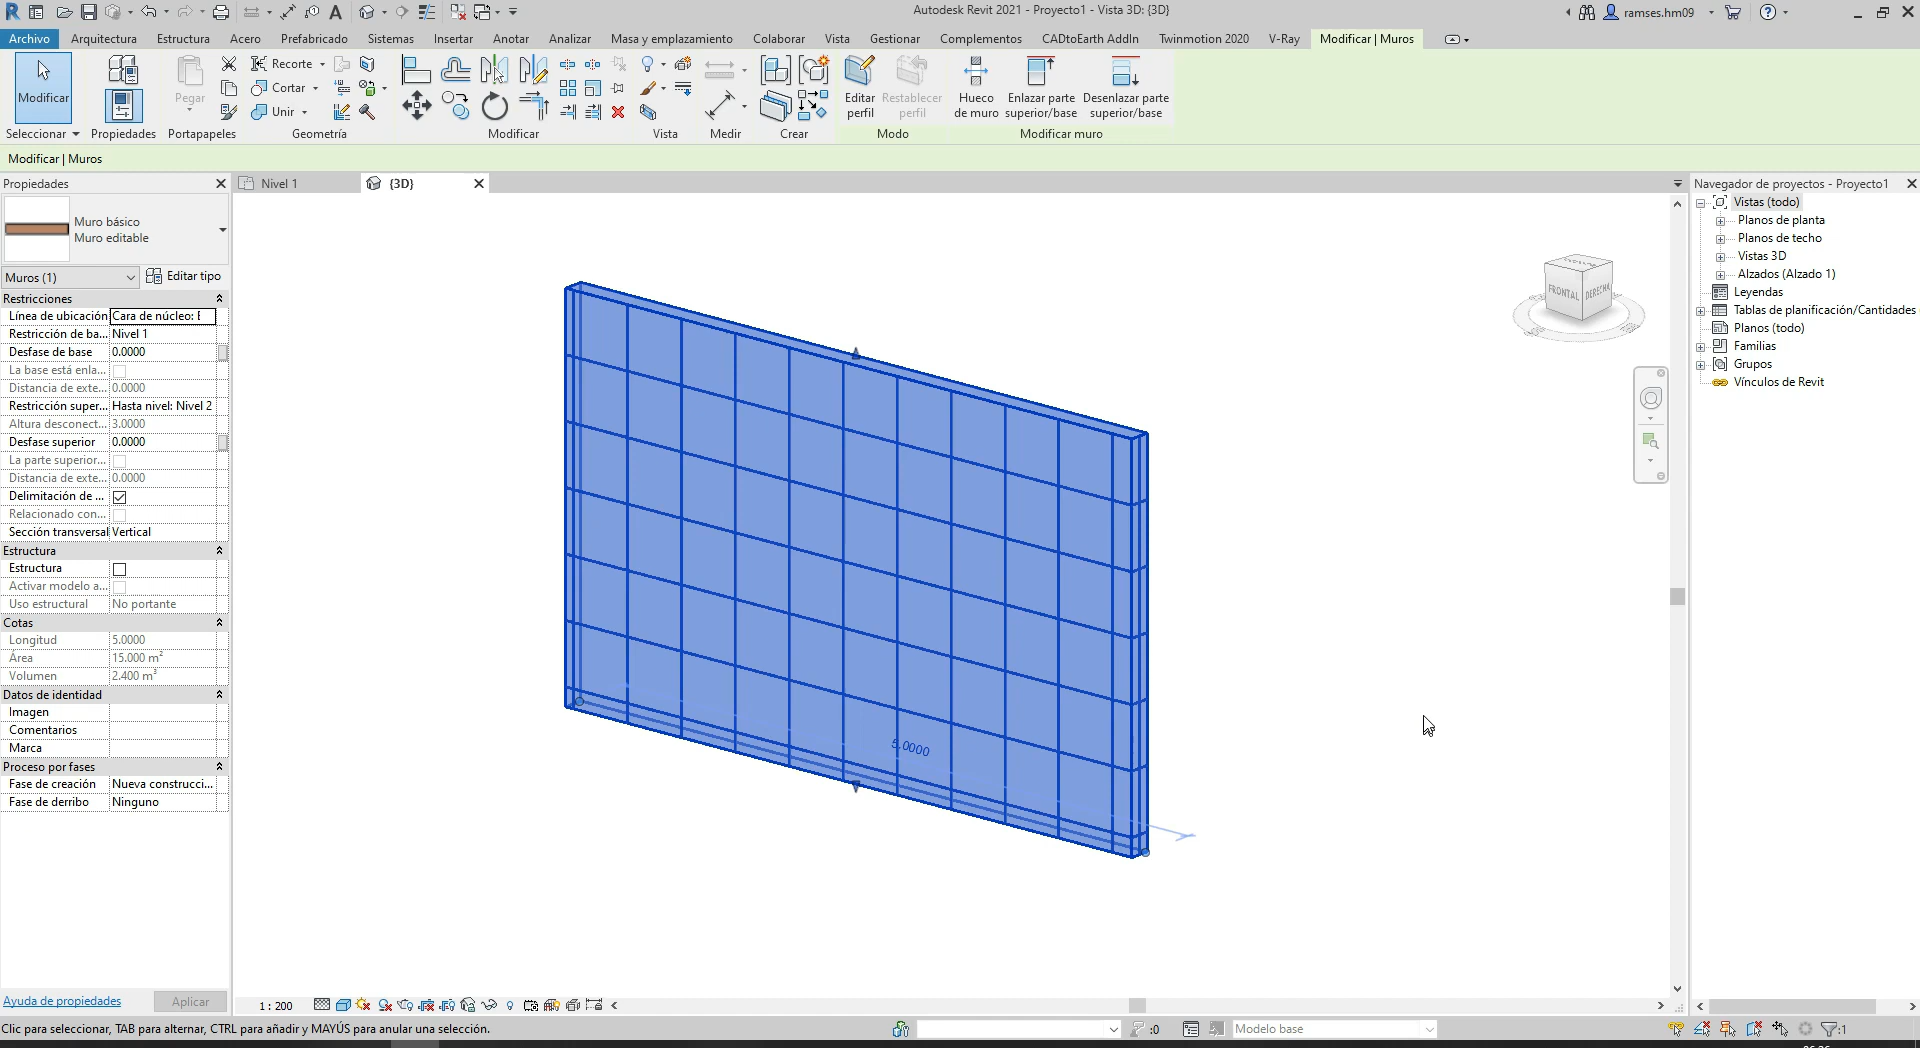 Autodesk Revit 2021 - Proyecto1 - Vista 3D: {3D}
ramses.hm09
Archivo Arquitectura Estructura Acero Prefabricado Sistemas Insertar Anotar Analizar Masa y emplazamiento Colaborar Vista Gestionar Complementos CADtoEarth AddIn Twinmotion 2020 V-Ray Modificar | Muros
Modificar
Pegar
Recorte
Cortar
Unir
Editar perfil
Restablecer perfil
Hueco de muro
Enlazar parte superior/base
Desenlazar parte superior/base
Seleccionar Propiedades Portapapeles Geometría Modificar Vista Medir Crear Modo Modificar muro
Modificar | Muros
Propiedades
Muro básico
Muro editable
Muros (1) Editar tipo
Restricciones
Línea de ubicación Cara de núcleo:
Restricción de ba... Nivel 1
Desfase de base 0.0000
La base está enla...
Distancia de exte... 0.0000
Restricción super... Hasta nivel: Nivel 2
Altura desconect... 3.0000
Desfase superior 0.0000
La parte superior...
Distancia de exte... 0.0000
Delimitación de ...
Relacionado con...
Sección transversal Vertical
Estructura
Estructura
Activar modelo a...
Uso estructural No portante
Cotas
Longitud 5.0000
Área 15.000 m²
Volumen 2.400 m³
Datos de identidad
Imagen
Comentarios
Marca
Proceso por fases
Fase de creación Nueva construcci...
Fase de derribo Ninguno
Ayuda de propiedades Aplicar
Nivel 1 {3D}
FRONTAL DERECHA
5.0000
1 : 200
Navegador de proyectos - Proyecto1
Vistas (todo)
Planos de planta
Planos de techo
Vistas 3D
Alzados (Alzado 1)
Leyendas
Tablas de planificación/Cantidades
Planos (todo)
Familias
Grupos
Vínculos de Revit
Clic para seleccionar, TAB para alternar, CTRL para añadir y MAYÚS para anular una selección.
:0
Modelo base
:1